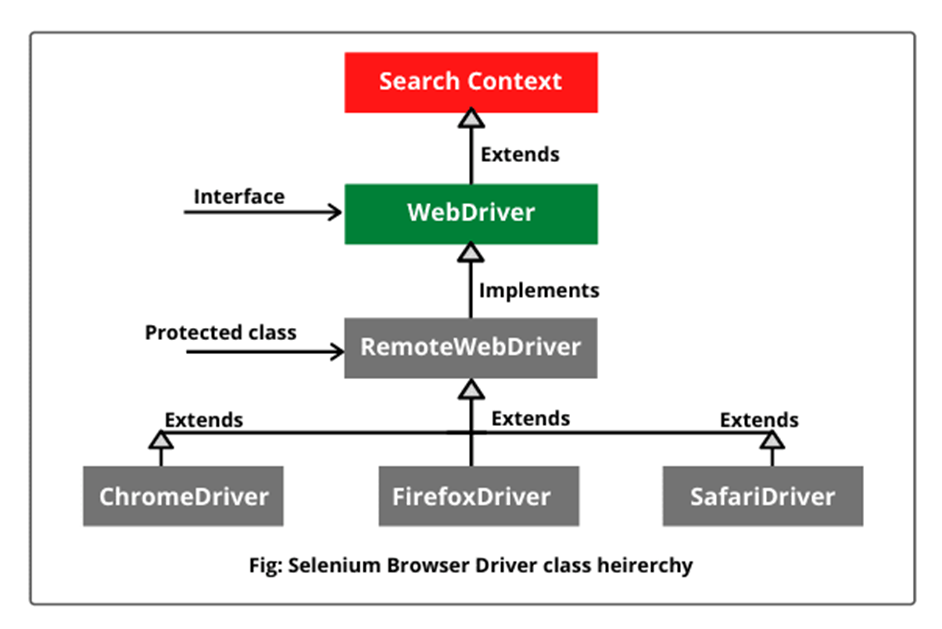 Search Context
Extends
Interface
WebDriver
Implements
Protected class
RemoteWebDriver
Extends
Extends
Extends
ChromeDriver
FirefoxDriver
SafariDriver
Fig: Selenium Browser Driver class heirerchy